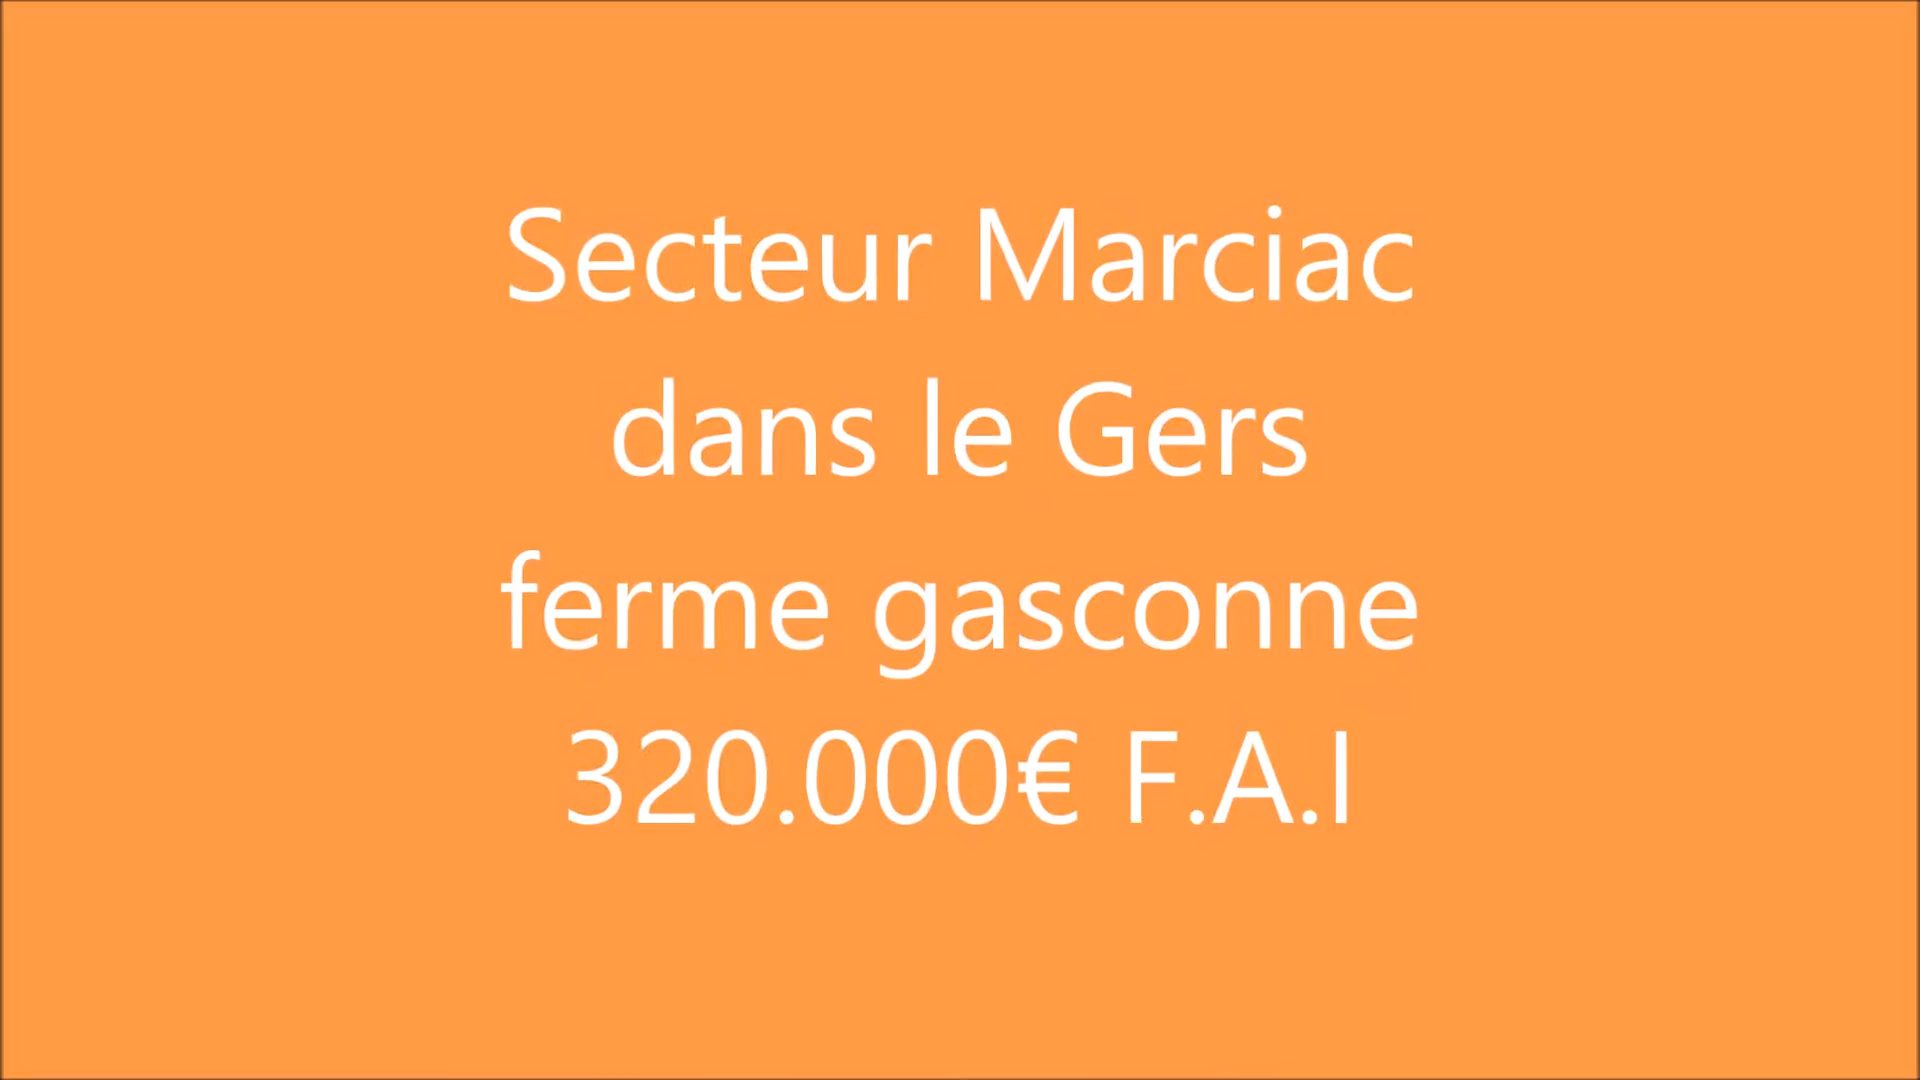 Secteur Marciac
dans le Gers
ferme gasconne
320.000€ F.A.I